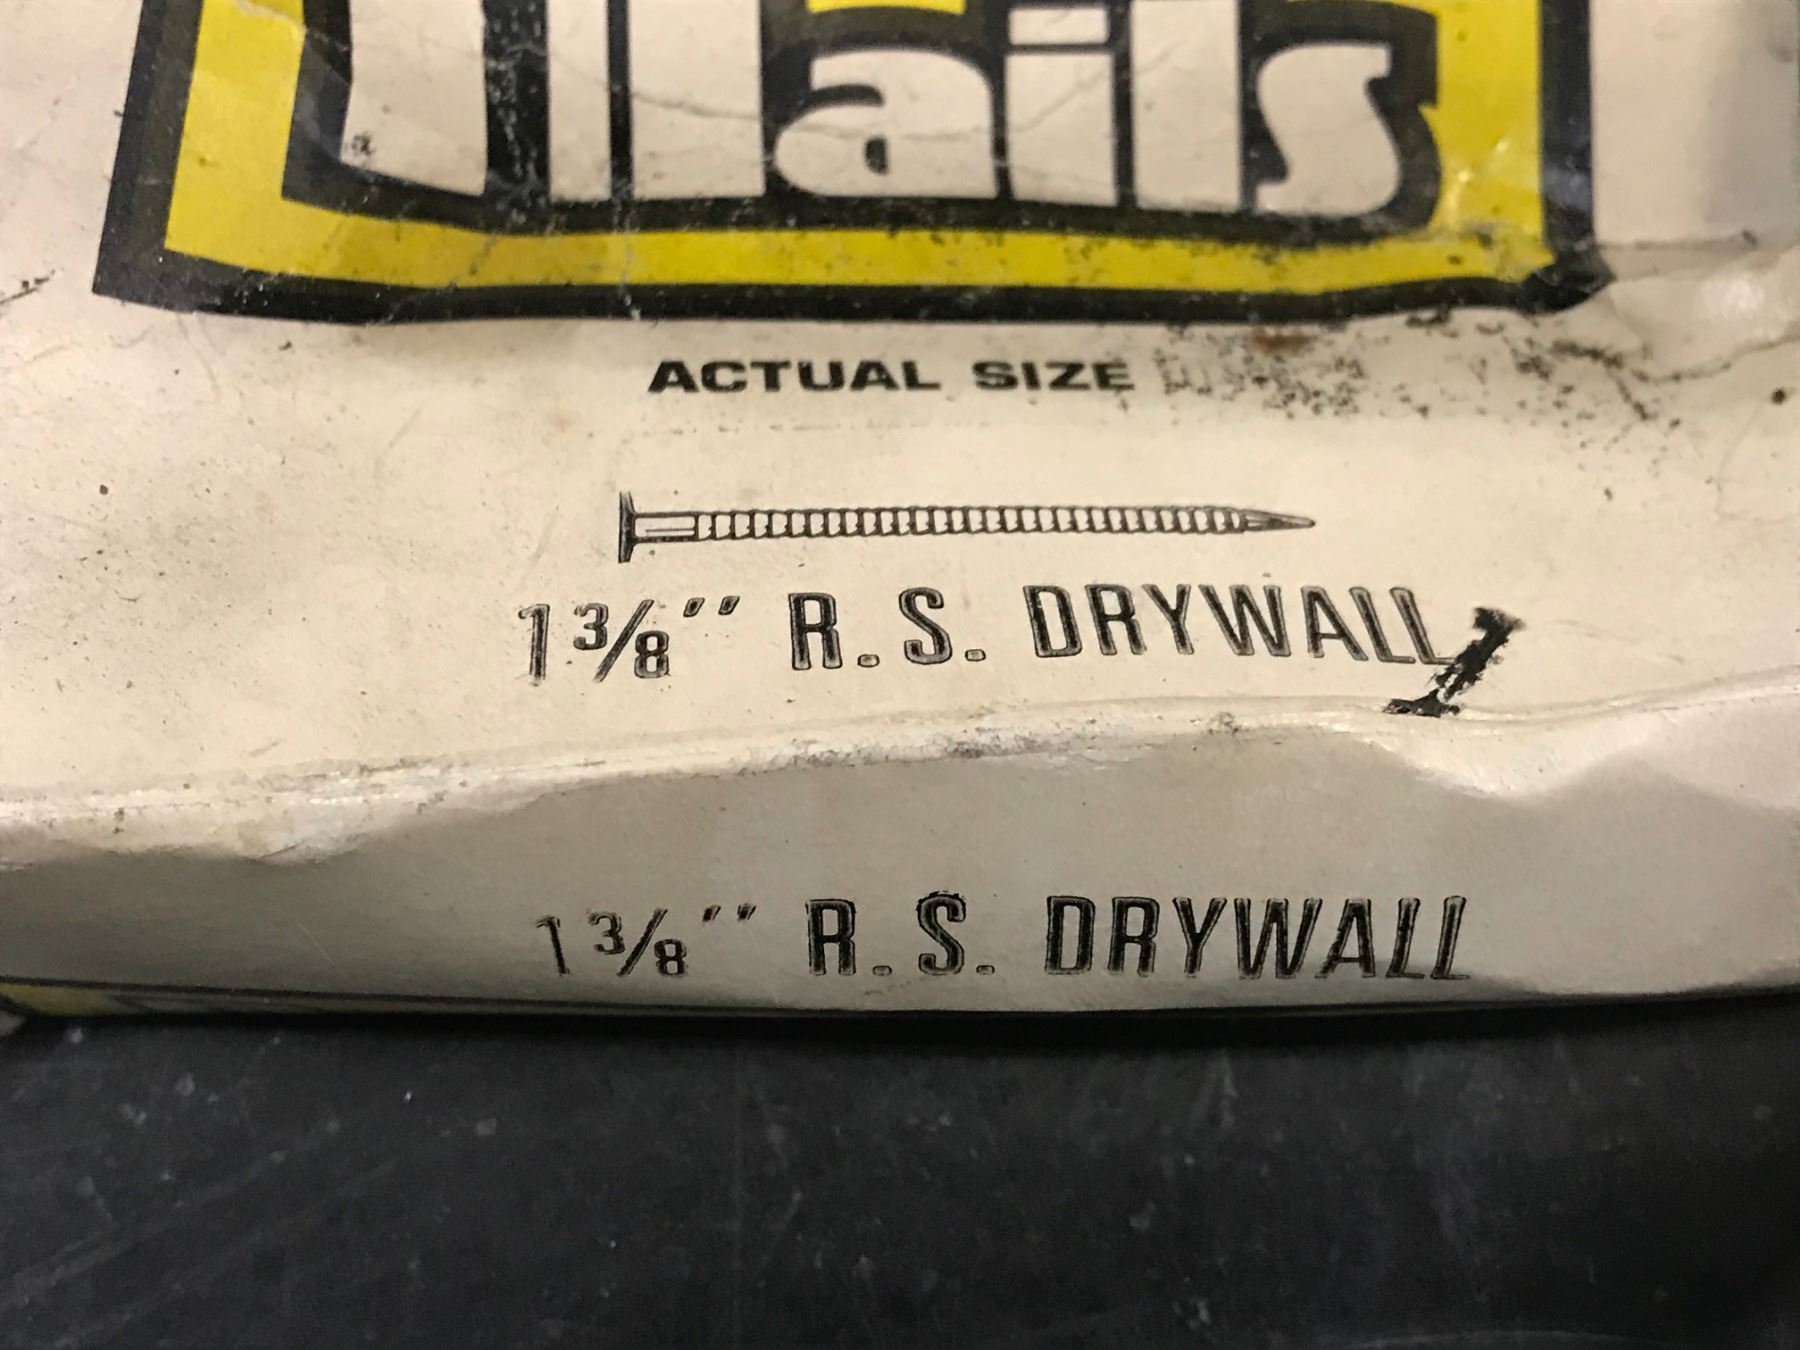 Nails
ACTUAL SIZE
1 3/8" R.S. DRYWALL
1 3/8" R.S. DRYWALL